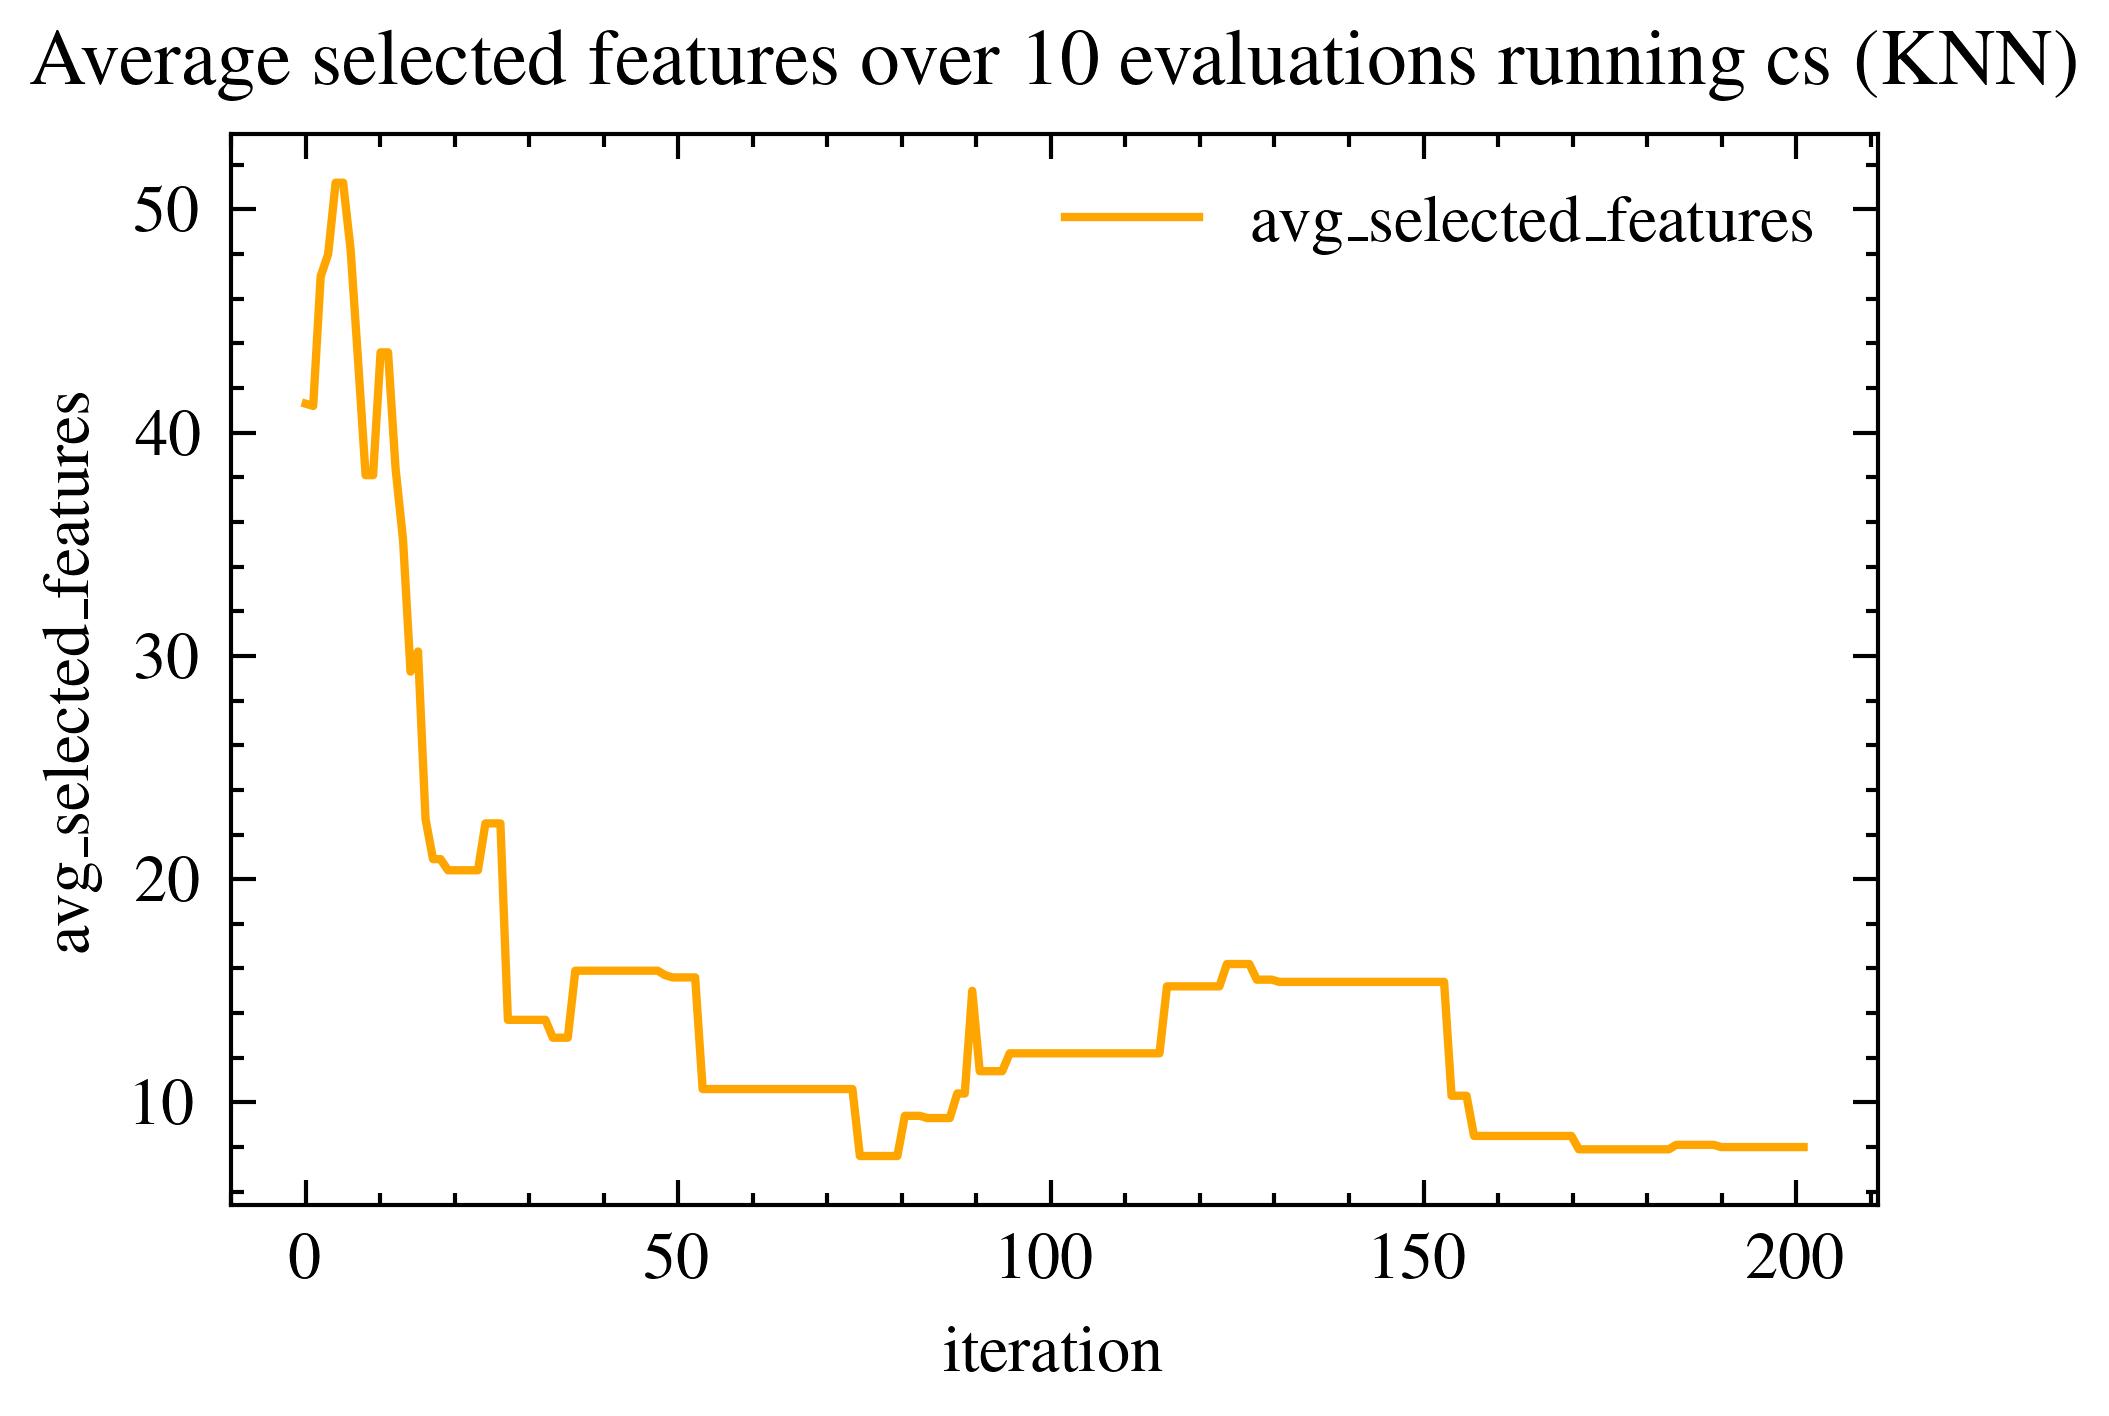 Average selected features over 10 evaluations running cs (KNN)
avg_selected_features
avg_selected_features
50
40
30
20
10
0 50 100 150 200
iteration